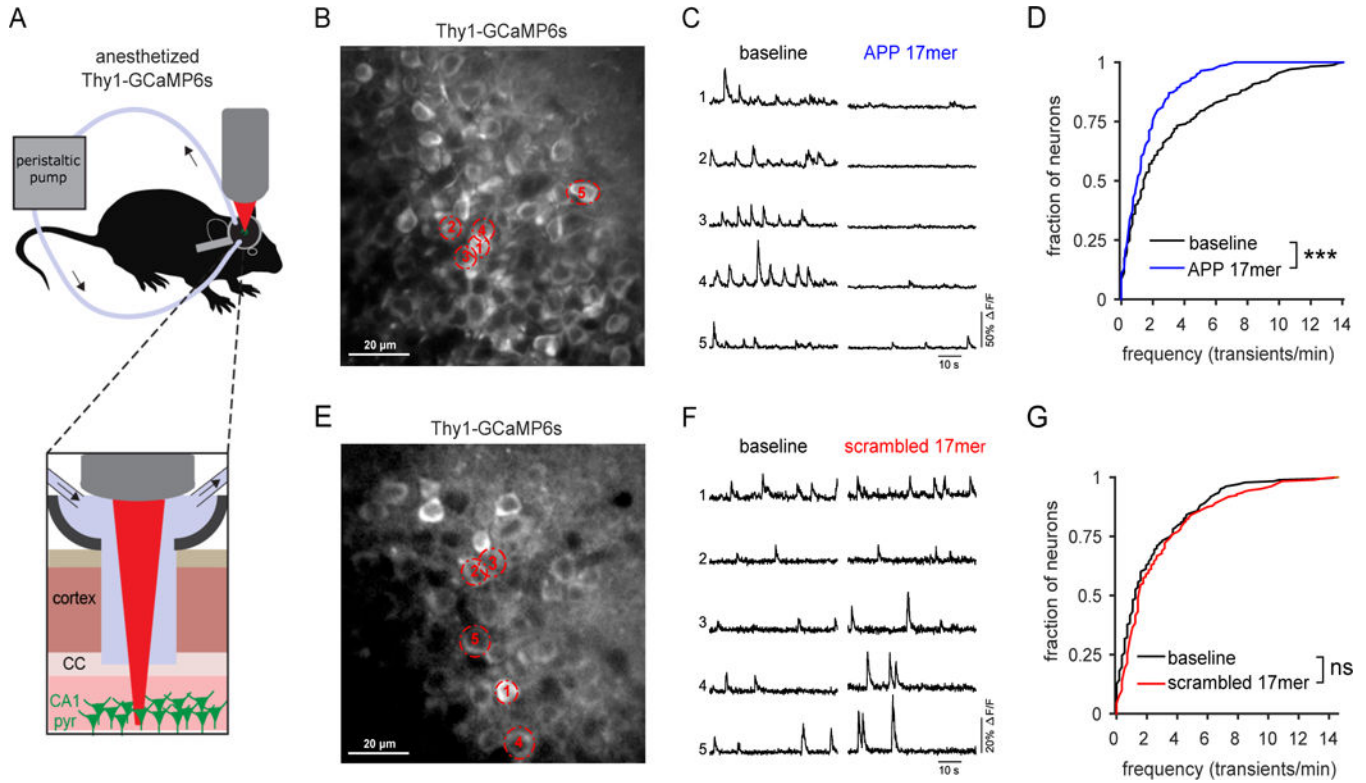 A
anesthetized
Thy1-GCaMP6s
peristaltic
pump
cortex
CC
CA1
pyr
B
Thy1-GCaMP6s
5
2
4
1
3
20 µm
C
baseline APP 17mer
1
2
3
4
5
50% ΔF/F
10 s
D
fraction of neurons
1
0.75
0.5
0.25
0
baseline
APP 17mer
***
0 2 4 6 8 10 12 14
frequency (transients/min)
E
Thy1-GCaMP6s
3
2
5
1
4
20 µm
F
baseline scrambled 17mer
1
2
3
4
5
20% ΔF/F
10 s
G
fraction of neurons
1
0.75
0.5
0.25
0
baseline
scrambled 17mer
ns
0 2 4 6 8 10 12 14
frequency (transients/min)